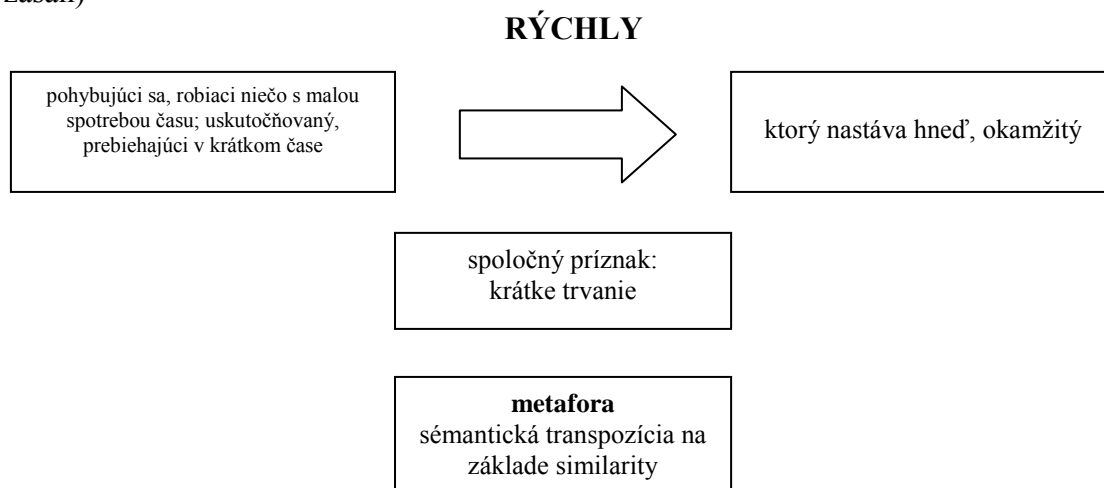 RÝCHLY
pohybujúci sa, robiaci niečo s malou
spotrebou času; uskutočňovaný,
prebiehajúci v krátkom čase
ktorý nastáva hneď, okamžitý
spoločný príznak:
krátke trvanie
metafora
sémantická transpozícia na
základe similarity